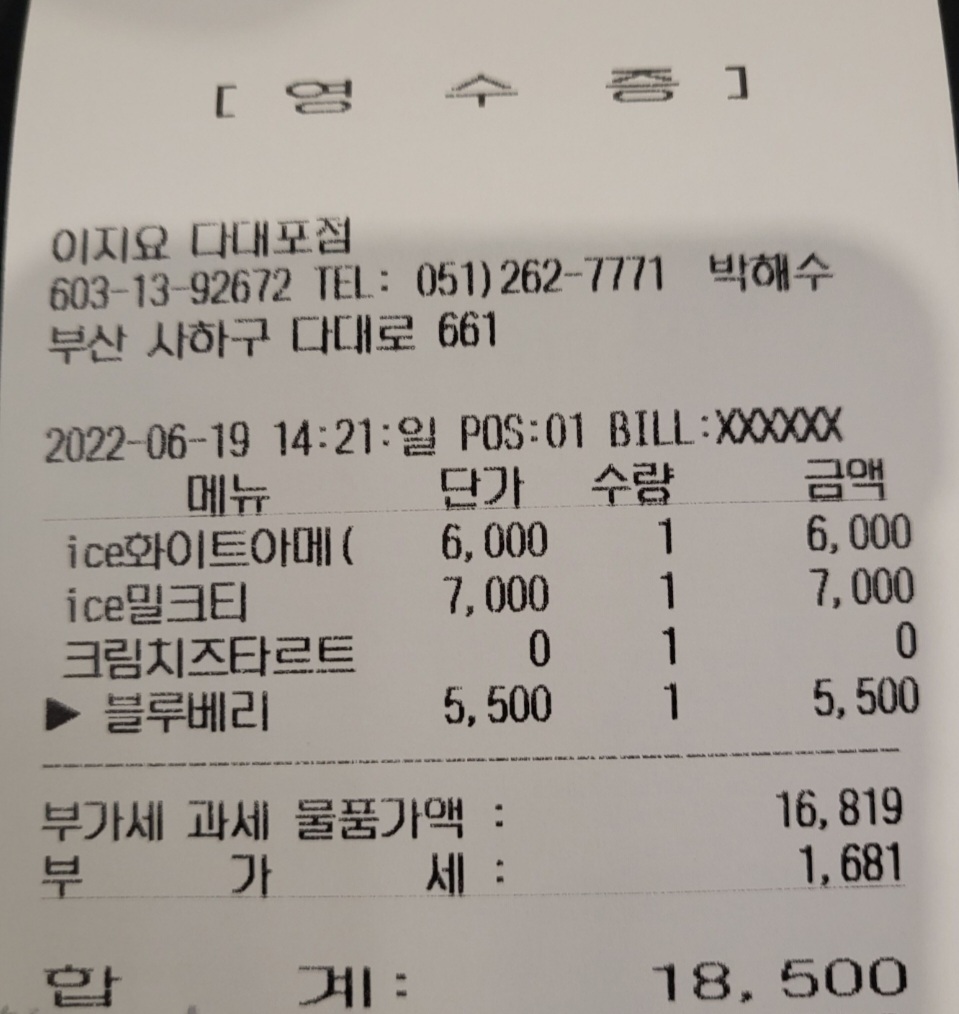 [ 영 수 증 ]
이지요 다대포점
603-13-92672 TEL: 051)262-7771 박해수
부산 사하구 다대로 661
2022-06-19 14:21:일 POS:01 BILL:XXXXXX
메뉴 단가 수량 금액
ice화이트아메( 6,000 1 6,000
ice밀크티 7,000 1 7,000
크림치즈타르트 0 1 0
▶ 블루베리 5,500 1 5,500
부가세 과세 물품가액 : 16,819
부 가 세 : 1,681
합 계: 18,500